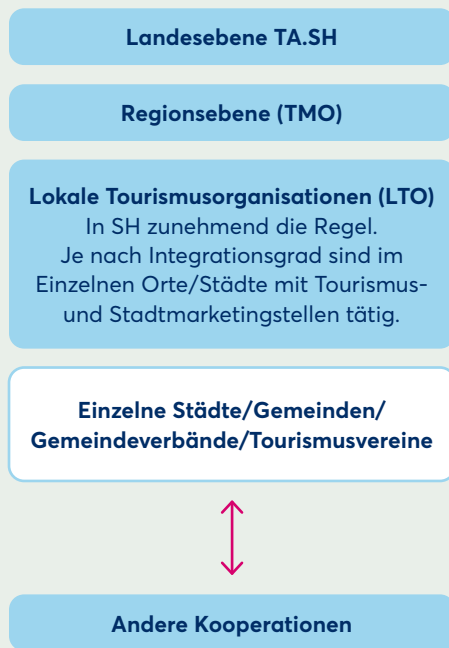 Landesebene TA.SH
Regionsebene (TMO)
Lokale Tourismusorganisationen (LTO)
In SH zunehmend die Regel.
Je nach Integrationsgrad sind im
Einzelnen Orte/Städte mit Tourismus-
und Stadtmarketingstellen tätig.
Einzelne Städte/Gemeinden/
Gemeindeverbände/Tourismusvereine
Andere Kooperationen